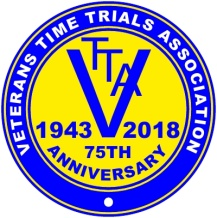 VETERANS TIME TRIALS ASSOCIATION
VTTA
1943 2018
75TH
ANNIVERSARY